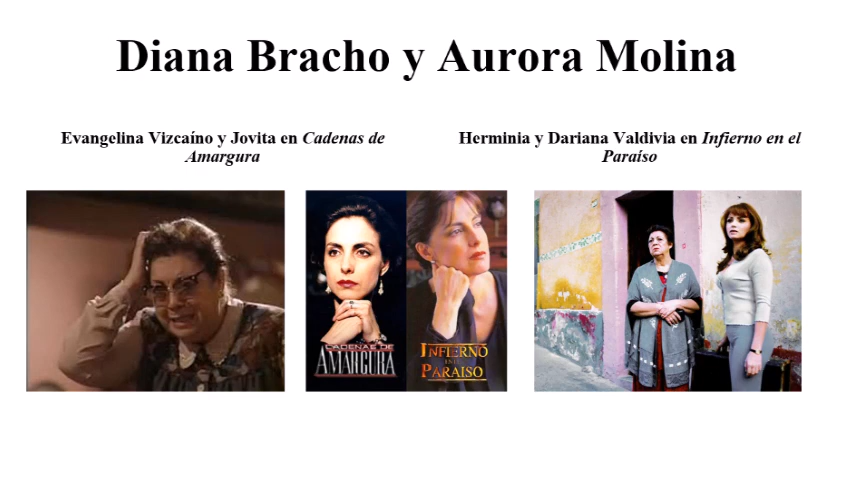 Diana Bracho y Aurora Molina
Evangelina Vizcaíno y Jovita en Cadenas de
Amargura
Herminia y Dariana Valdivia en Infierno en el
Paraíso
CADENAS DE
AMARGURA
INFIERNO
EN EL
PARAISO